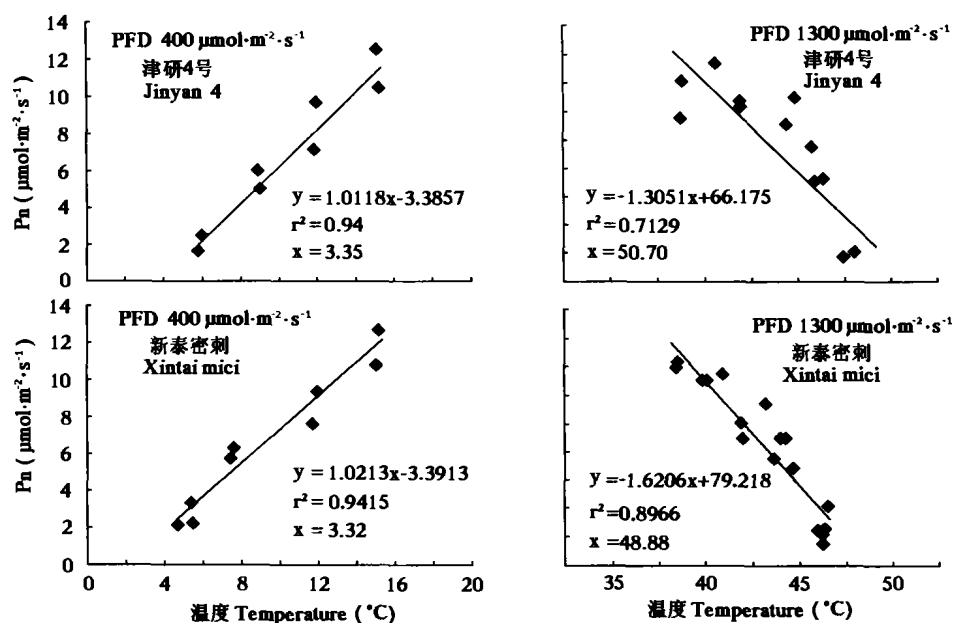 14
12
10
8
6
4
2
0
Pn ( μmol·m⁻²·s⁻¹)
PFD 400 μmol·m⁻²·s⁻¹
津研4号
Jinyan 4
y = 1.0118x-3.3857
r²=0.94
x = 3.35
PFD 1300 μmol·m⁻²·s⁻¹
津研4号
Jinyan 4
y=-1.3051x+66.175
r²=0.7129
x =50.70
14
12
10
8
6
4
2
0
Pn ( μmol·m⁻²·s⁻¹)
PFD 400 μmol·m⁻²·s⁻¹
新泰密刺
Xintai mici
y = 1.0213x-3.3913
r²=0.9415
x = 3.32
0 4 8 12 16 20
温度 Temperature (°C)
PFD 1300 μmol·m⁻²·s⁻¹
新泰密刺
Xintai mici
y=-1.6206x+79.218
r²=0.8966
x =48.88
35 40 45 50
温度 Temperature (°C)